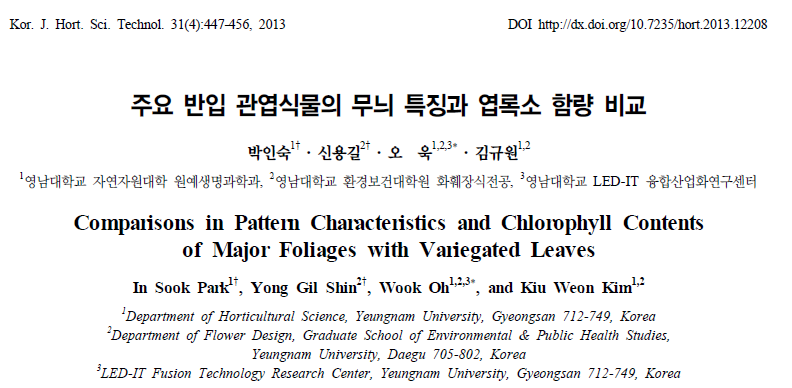 Kor. J. Hort. Sci. Technol. 31(4):447-456, 2013 DOI http://dx.doi.org/10.7235/hort.2013.12208
주요 반입 관엽식물의 무늬 특징과 엽록소 함량 비교
박인숙1† · 신용길2† · 오 욱1,2,3* · 김규원1,2
1영남대학교 자연자원대학 원예생명과학과, 2영남대학교 환경보건대학원 화훼장식전공, 3영남대학교 LED-IT 융합산업화연구센터
Comparisons in Pattern Characteristics and Chlorophyll Contents
of Major Foliages with Variegated Leaves
In Sook Park1†, Yong Gil Shin2†, Wook Oh1,2,3*, and Kiu Weon Kim1,2
1Department of Horticultural Science, Yeungnam University, Gyeongsan 712-749, Korea
2Department of Flower Design, Graduate School of Environmental & Public Health Studies,
Yeungnam University, Daegu 705-802, Korea
3LED-IT Fusion Technology Research Center, Yeungnam University, Gyeongsan 712-749, Korea